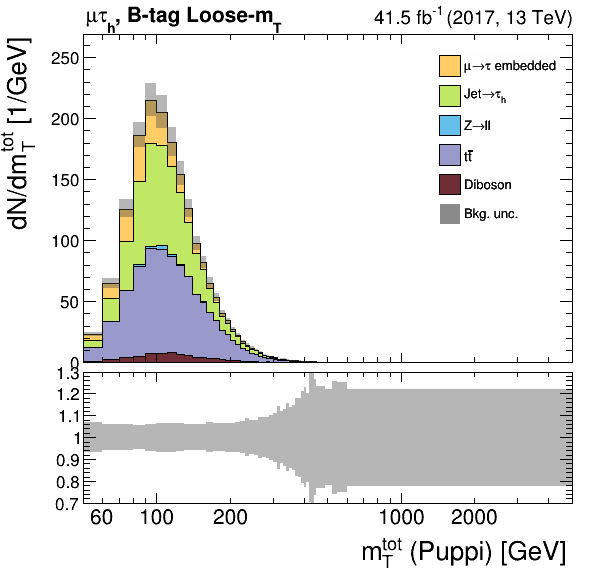 μτh, B-tag Loose-mT
41.5 fb-1 (2017, 13 TeV)
dN/dmTtot [1/GeV]
250
200
150
100
50
0
μ→τ embedded
Jet→τh
Z→ll
tt̄
Diboson
Bkg. unc.
1.3
1.2
1.1
1
0.9
0.8
0.7
60 100 200 1000 2000
mTtot (Puppi) [GeV]